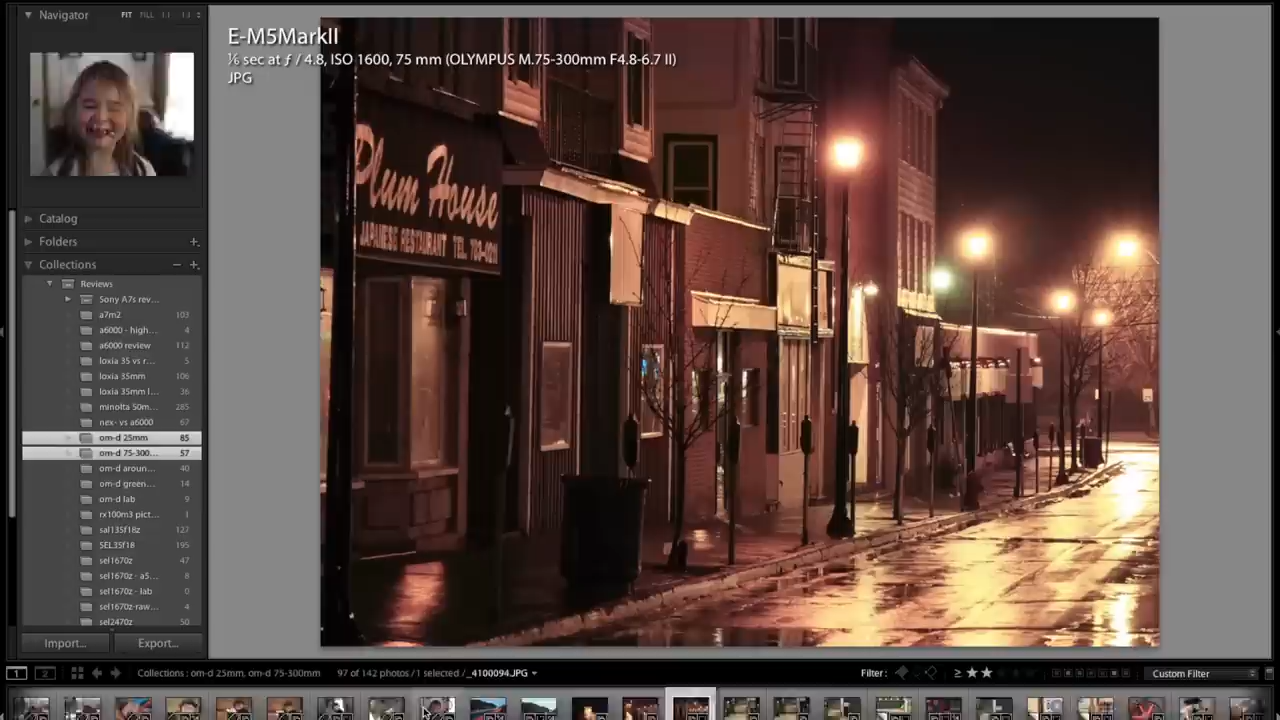 Navigator
FIT
FILL
1:1
E-M5MarkII
⅙ sec at ƒ / 4.8, ISO 1600, 75 mm (OLYMPUS M.75-300mm F4.8-6.7 II)
JPG
Plum House
JAPANESE RESTAURANT TEL.
Catalog
Folders
Collections
Reviews
Sony A7s rev...
a7m2 103
a6000 - high... 4
a6000 review 112
loxia 35 vs r... 5
loxia 35mm 106
loxia 35mm l... 36
minolta 50m... 285
nex- vs a6000 67
om-d 25mm 85
om-d 75-300... 57
om-d aroun... 40
om-d green... 14
om-d lab 9
rx100m3 pict... 1
sal135f18z 127
SEL35f18 195
sel1670z 47
sel1670z - a5... 8
sel1670z - lab 0
sel1670z-raw... 4
sel2470z 50
Import... Export...
1 2 Collections : om-d 25mm, om-d 75-300mm 97 of 142 photos / 1 selected / _4100094.JPG Filter : ≥ ★★ Custom Filter